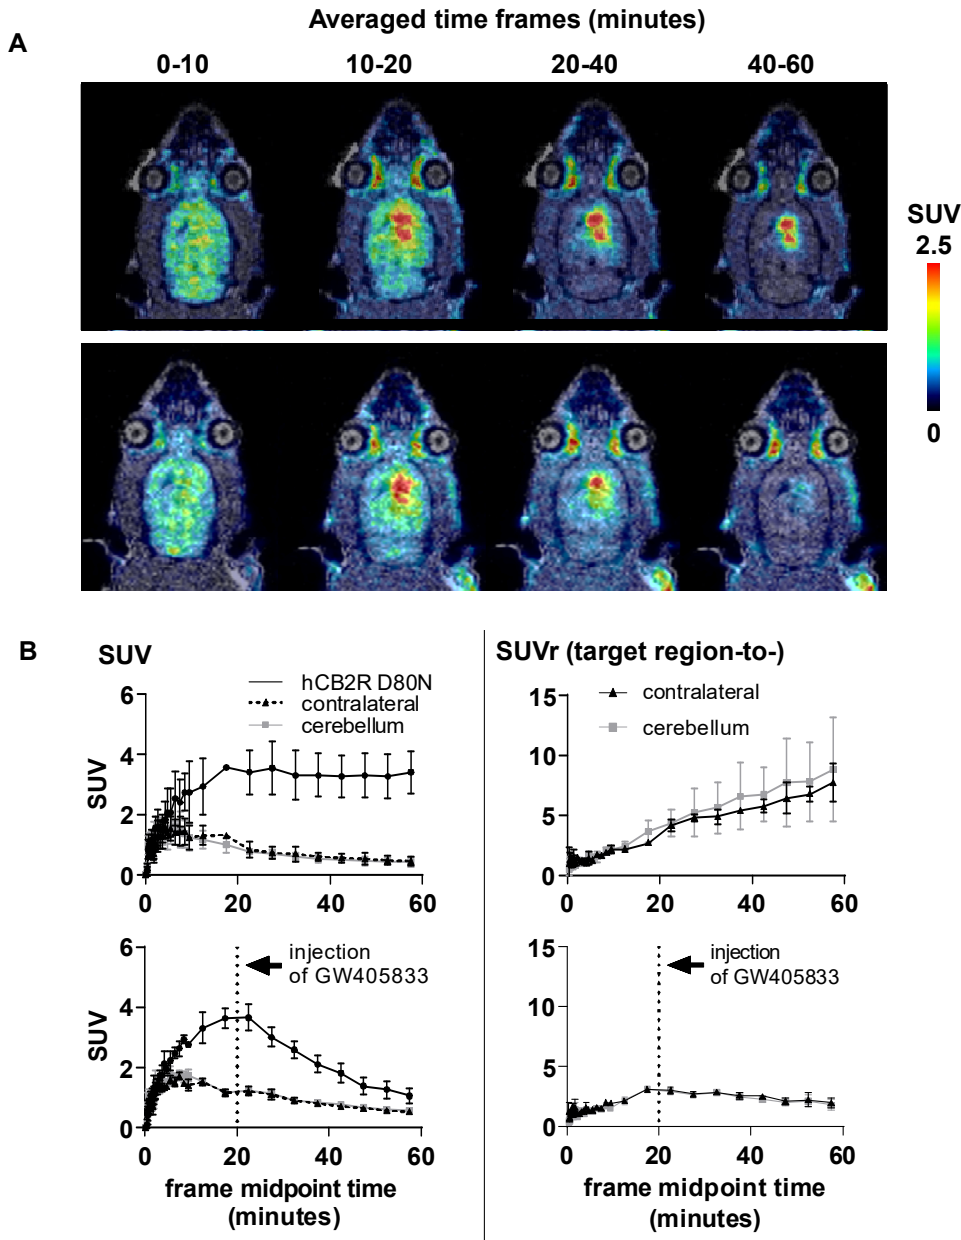 Averaged time frames (minutes)
A
0-10 10-20 20-40 40-60
SUV
2.5
0
B
SUV
hCB2R D80N
contralateral
cerebellum
6
4
2
0
SUV
0 20 40 60
SUVr (target region-to-)
contralateral
cerebellum
15
10
5
0
0 20 40 60
6
4
2
0
SUV
injection
of GW405833
0 20 40 60
frame midpoint time
(minutes)
15
10
5
0
injection
of GW405833
0 20 40 60
frame midpoint time
(minutes)